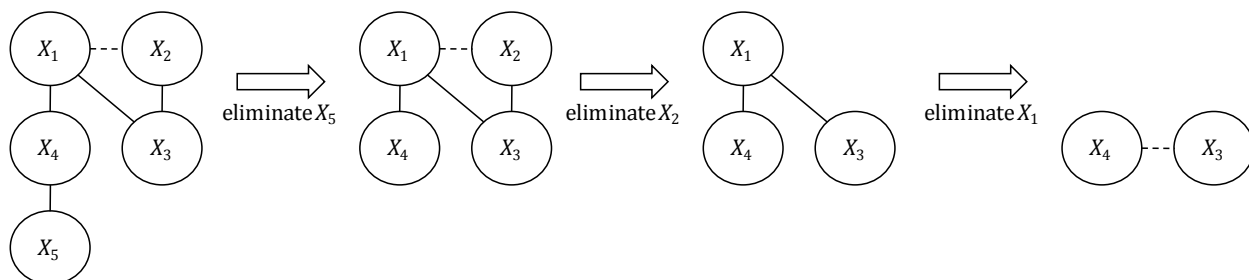 X1 X2 X1 X2 X1
eliminate X5 eliminate X2 eliminate X1
X4 X3 X4 X3 X4 X3 X4 X3
X5